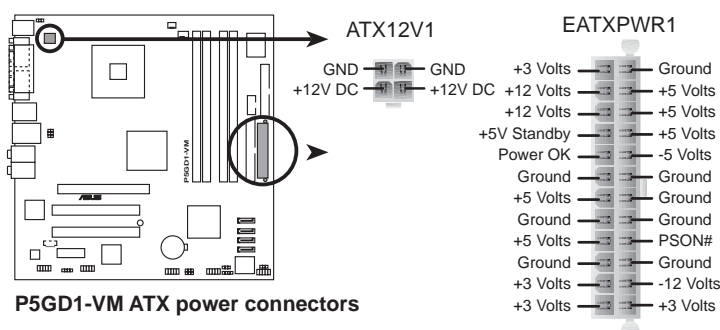 ATX12V1
EATXPWR1
GND GND
+12V DC +12V DC
+3 Volts Ground
+12 Volts +5 Volts
+12 Volts +5 Volts
+5V Standby +5 Volts
Power OK -5 Volts
Ground Ground
+5 Volts Ground
Ground Ground
+5 Volts PSON#
Ground Ground
+3 Volts -12 Volts
+3 Volts +3 Volts
P5GD1-VM
ASUS
P5GD1-VM ATX power connectors